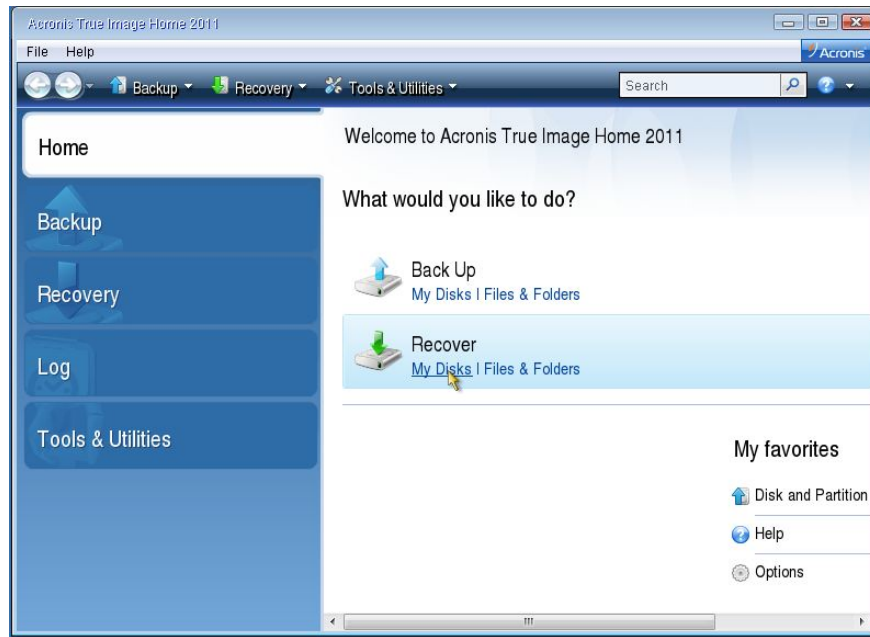 Acronis True Image Home 2011
File Help
Acronis
Backup Recovery Tools & Utilities Search
Home
Welcome to Acronis True Image Home 2011
What would you like to do?
Backup
Back Up
My Disks | Files & Folders
Recovery
Recover
My Disks | Files & Folders
Log
Tools & Utilities
My favorites
Disk and Partition
Help
Options